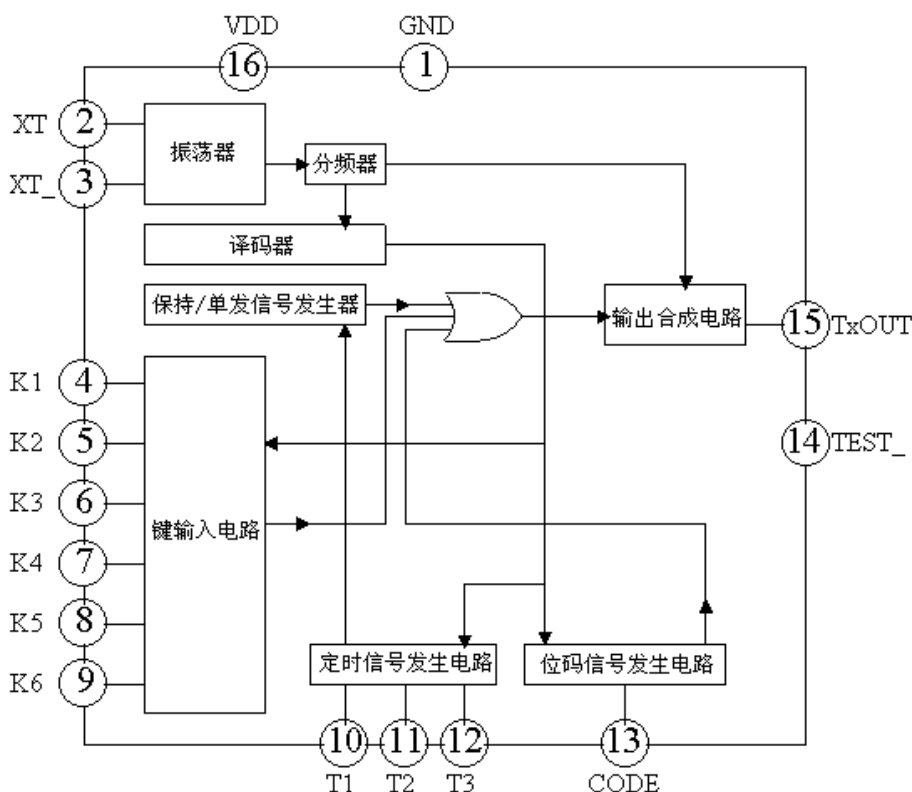 VDD
GND
16
1
XT
2
振荡器
分频器
XT_
3
译码器
保持/单发信号发生器
输出合成电路
15
TxOUT
K1
4
K2
5
14
TEST_
K3
6
键输入电路
K4
7
K5
8
定时信号发生电路
位码信号发生电路
K6
9
10
11
12
13
T1
T2
T3
CODE